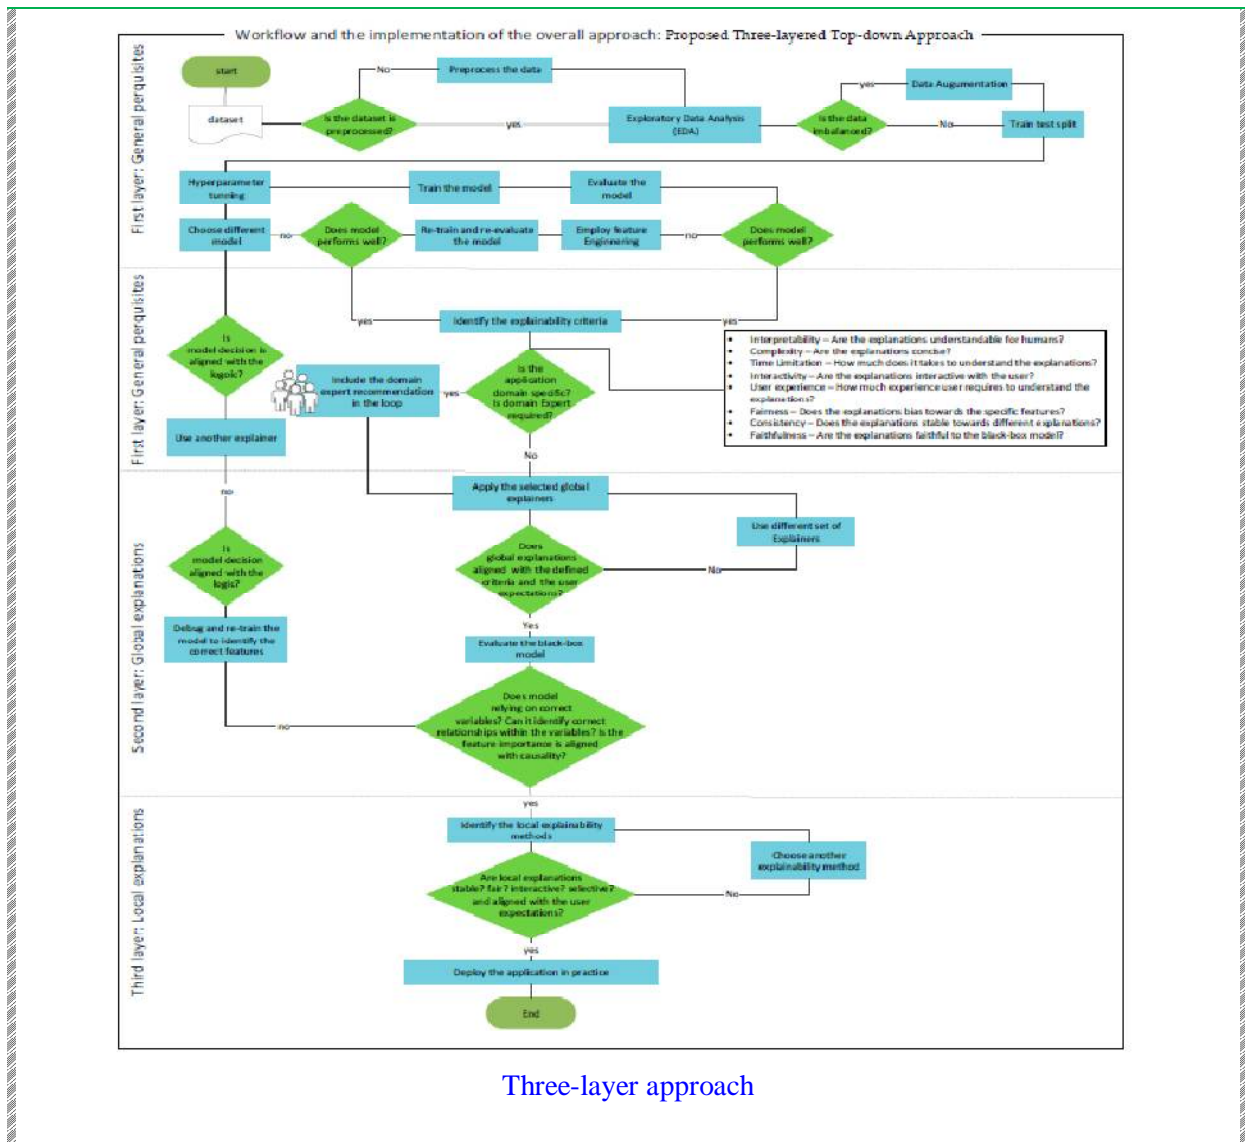 Workflow and the implementation of the overall approach: Proposed Three-layered Top-down Approach
First layer: General perquisites
start
dataset
Is the dataset is
preprocessed?
No
Preprocess the data
yes
Exploratory Data Analysis
(EDA)
Is the data
imbalanced?
yes
Data Augumentation
No
Train test split
Hyperparameter
tunning
Train the model
Evaluate the
model
Choose different
model
no
Does model
performs well?
Re-train and re-evaluate
the model
Employ feature
Enginnering
no
Does model
performs well?
First layer: General perquisites
yes
Identify the explainability criteria
yes
Is
model decision is
aligned with the
logoic?
Include the domain
expert recommendation
in the loop
yes
Is the
application
domain specific?
Is domain Expert
required?
• Interpretability – Are the explanations understandable for humans?
• Complexity – Are the explanations concise?
• Time Limitation – How much does it takes to understand the explanations?
• Interactivity – Are the explanations interactive with the user?
• User experience – How much experience user requires to understand the
explanations?
• Fairness – Does the explanations bias towards the specific features?
• Consistency – Does the explanations stable towards different explanations?
• Faithfulness – Are the explanations faithful to the black-box model?
Use another explainer
No
Second layer: Global explanations
no
Apply the selected global
explainers
Use different set of
Explainers
Is
model decision
aligned with the
logic?
Does
global explanations
aligned with the defined
criteria and the user
expectations?
No
Yes
Debug and re-train the
model to identify the
correct features
Evaluate the black-box
model
no
Does model
relying on correct
variables? Can it identify correct
relationships within the variables? Is the
feature importance is aligned
with causality?
yes
Third layer: Local explanations
Identify the local explainability
methods
Choose another
explainability method
Are local explanations
stable? fair? interactive? selective?
and aligned with the user
expectations?
No
yes
Deploy the application in practice
End
Three-layer approach